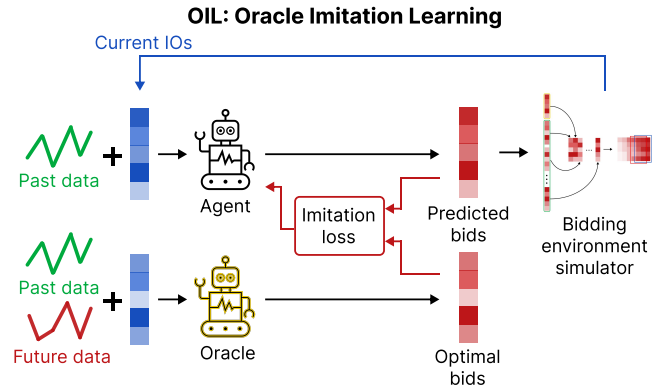 OIL: Oracle Imitation Learning
Current IOs
Past data
Agent
Imitation
loss
Predicted
bids
Bidding
environment
simulator
Past data
Future data
Oracle
Optimal
bids